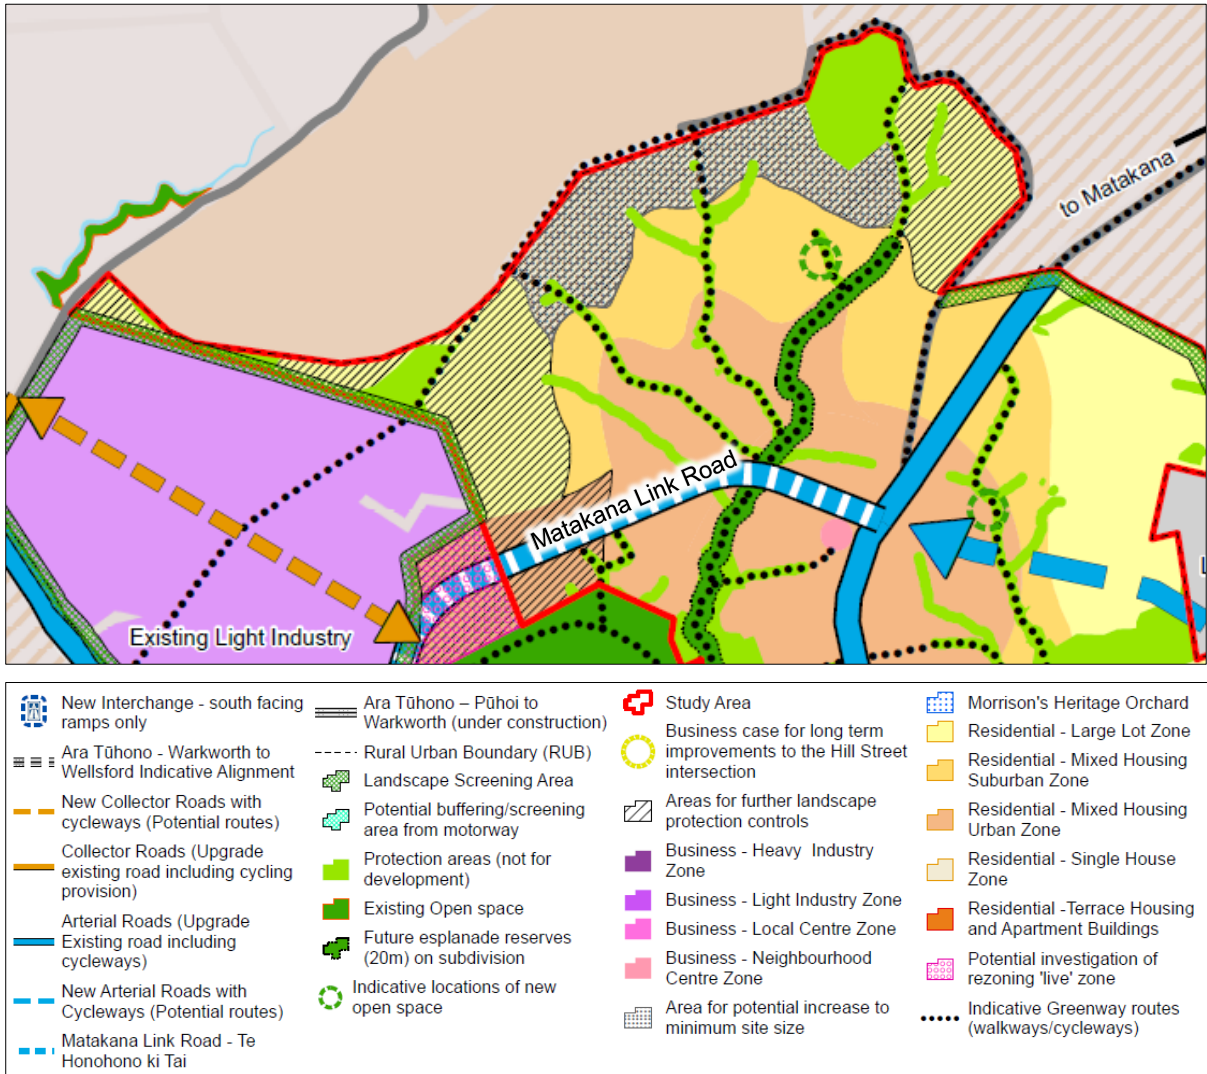 to Matakana
Matakana Link Road
Existing Light Industry
L
New Interchange - south facing
ramps only
Ara Tūhono - Warkworth to
Wellsford Indicative Alignment
New Collector Roads with
cycleways (Potential routes)
Collector Roads (Upgrade
existing road including cycling
provision)
Arterial Roads (Upgrade
Existing road including
cycleways)
New Arterial Roads with
Cycleways (Potential routes)
Matakana Link Road - Te
Honohono ki Tai
Ara Tūhono – Pūhoi to
Warkworth (under construction)
Rural Urban Boundary (RUB)
Landscape Screening Area
Potential buffering/screening
area from motorway
Protection areas (not for
development)
Existing Open space
Future esplanade reserves
(20m) on subdivision
Indicative locations of new
open space
Study Area
Business case for long term
improvements to the Hill Street
intersection
Areas for further landscape
protection controls
Business - Heavy Industry
Zone
Business - Light Industry Zone
Business - Local Centre Zone
Business - Neighbourhood
Centre Zone
Area for potential increase to
minimum site size
Morrison's Heritage Orchard
Residential - Large Lot Zone
Residential - Mixed Housing
Suburban Zone
Residential - Mixed Housing
Urban Zone
Residential - Single House
Zone
Residential -Terrace Housing
and Apartment Buildings
Potential investigation of
rezoning 'live' zone
Indicative Greenway routes
(walkways/cycleways)